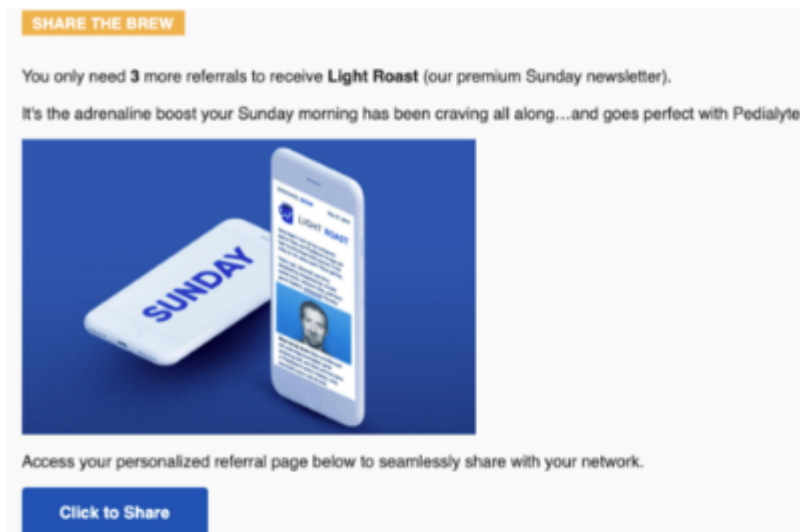 SHARE THE BREW
You only need 3 more referrals to receive Light Roast (our premium Sunday newsletter).
It's the adrenaline boost your Sunday morning has been craving all along...and goes perfect with Pedialyte
SUNDAY
LIGHT ROAST
Access your personalized referral page below to seamlessly share with your network.
Click to Share